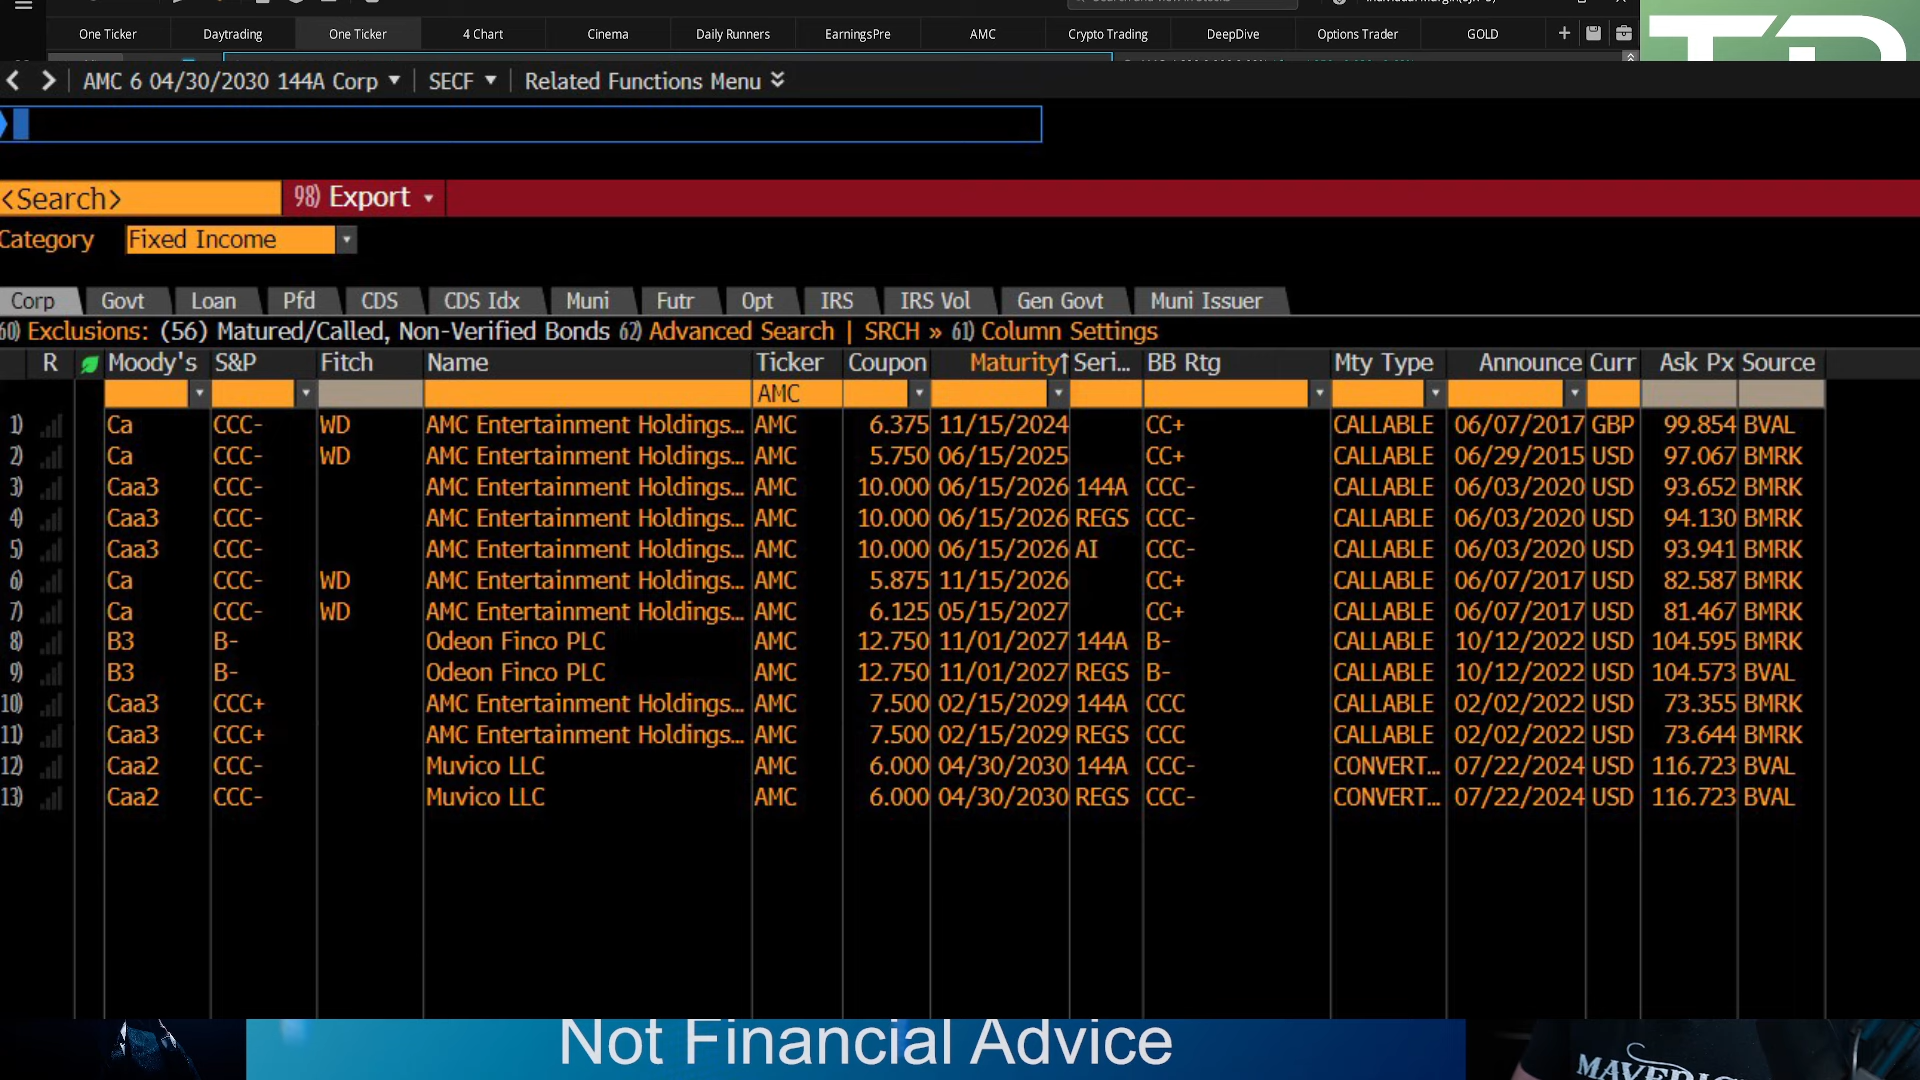 One Ticker Daytrading One Ticker 4 Chart Cinema Daily Runners EarningsPre AMC Crypto Trading DeepDive Options Trader GOLD
AMC 6 04/30/2030 144A Corp SECF Related Functions Menu
<Search> 98) Export
Category Fixed Income
Corp Govt Loan Pfd CDS CDS Idx Muni Futr Opt IRS IRS Vol Gen Govt Muni Issuer
60) Exclusions: (56) Matured/Called, Non-Verified Bonds 62) Advanced Search | SRCH » 61) Column Settings
R Moody's S&P Fitch Name Ticker Coupon Maturity↑ Seri... BB Rtg Mty Type Announce Curr Ask Px Source
AMC
1) Ca CCC- WD AMC Entertainment Holdings... AMC 6.375 11/15/2024 CC+ CALLABLE 06/07/2017 GBP 99.854 BVAL
2) Ca CCC- WD AMC Entertainment Holdings... AMC 5.750 06/15/2025 CC+ CALLABLE 06/29/2015 USD 97.067 BMRK
3) Caa3 CCC- AMC Entertainment Holdings... AMC 10.000 06/15/2026 144A CCC- CALLABLE 06/03/2020 USD 93.652 BMRK
4) Caa3 CCC- AMC Entertainment Holdings... AMC 10.000 06/15/2026 REGS CCC- CALLABLE 06/03/2020 USD 94.130 BMRK
5) Caa3 CCC- AMC Entertainment Holdings... AMC 10.000 06/15/2026 AI CCC- CALLABLE 06/03/2020 USD 93.941 BMRK
6) Ca CCC- WD AMC Entertainment Holdings... AMC 5.875 11/15/2026 CC+ CALLABLE 06/07/2017 USD 82.587 BMRK
7) Ca CCC- WD AMC Entertainment Holdings... AMC 6.125 05/15/2027 CC+ CALLABLE 06/07/2017 USD 81.467 BMRK
8) B3 B- Odeon Finco PLC AMC 12.750 11/01/2027 144A B- CALLABLE 10/12/2022 USD 104.595 BMRK
9) B3 B- Odeon Finco PLC AMC 12.750 11/01/2027 REGS B- CALLABLE 10/12/2022 USD 104.573 BVAL
10) Caa3 CCC+ AMC Entertainment Holdings... AMC 7.500 02/15/2029 144A CCC CALLABLE 02/02/2022 USD 73.355 BMRK
11) Caa3 CCC+ AMC Entertainment Holdings... AMC 7.500 02/15/2029 REGS CCC CALLABLE 02/02/2022 USD 73.644 BMRK
12) Caa2 CCC- Muvico LLC AMC 6.000 04/30/2030 144A CCC- CONVERT... 07/22/2024 USD 116.723 BVAL
13) Caa2 CCC- Muvico LLC AMC 6.000 04/30/2030 REGS CCC- CONVERT... 07/22/2024 USD 116.723 BVAL
Not Financial Advice